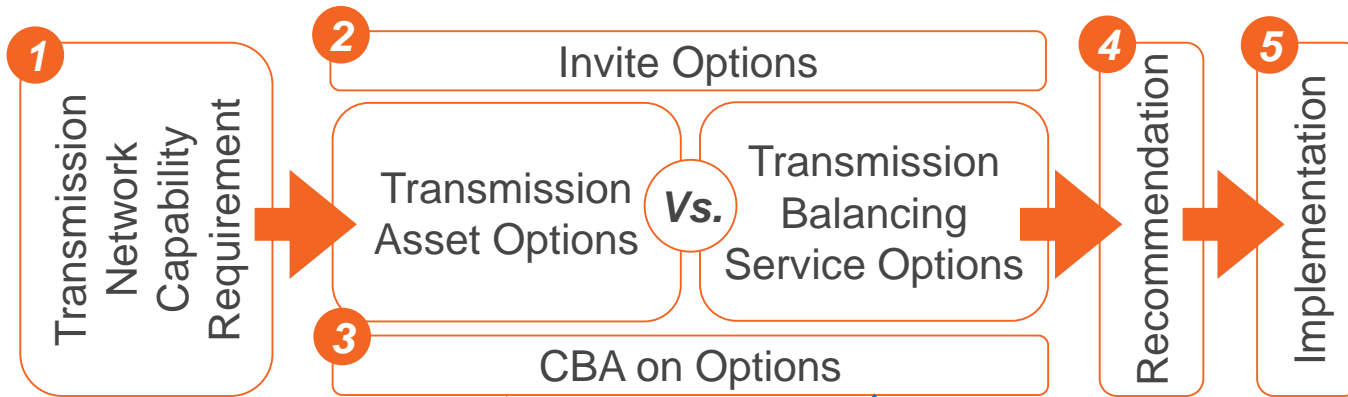 1
Transmission
Network
Capability
Requirement
2
Invite Options
Transmission
Asset Options
Vs.
Transmission
Balancing
Service Options
3
CBA on Options
4
Recommendation
5
Implementation